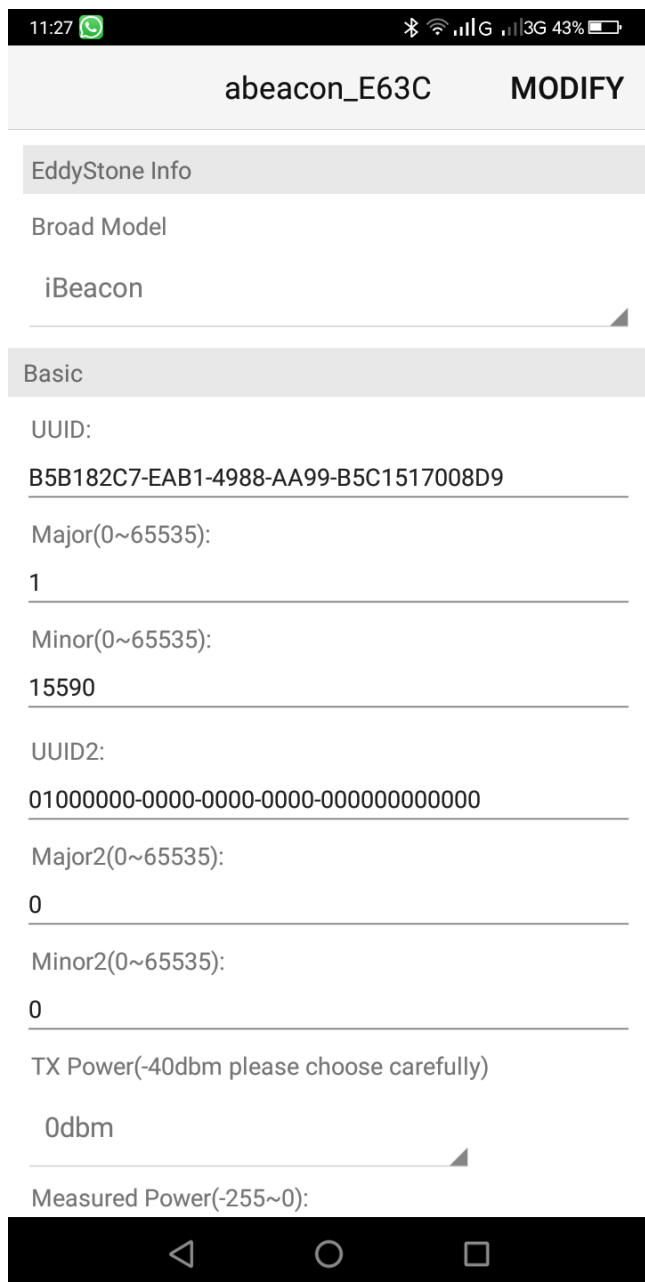 11:27 G 3G 43%
abeacon_E63C MODIFY
EddyStone Info
Broad Model
iBeacon
Basic
UUID:
B5B182C7-EAB1-4988-AA99-B5C1517008D9
Major(0~65535):
1
Minor(0~65535):
15590
UUID2:
01000000-0000-0000-0000-000000000000
Major2(0~65535):
0
Minor2(0~65535):
0
TX Power(-40dbm please choose carefully)
0dbm
Measured Power(-255~0):